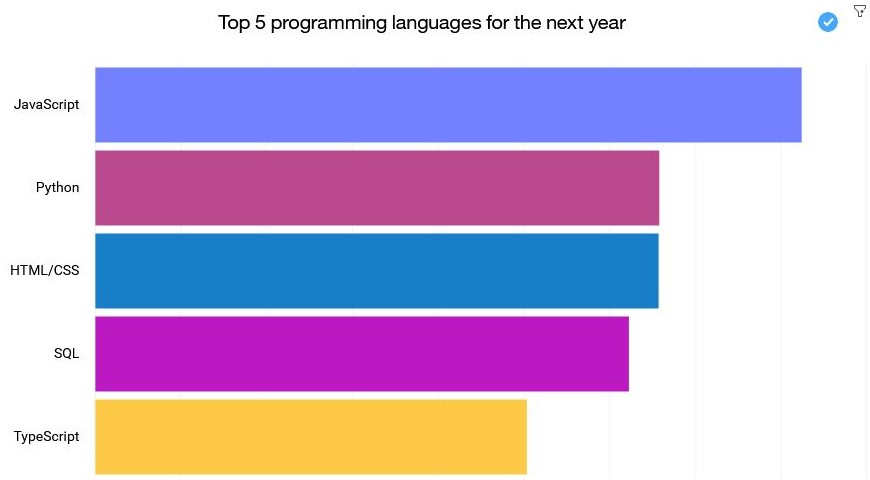 Top 5 programming languages for the next year
JavaScript
Python
HTML/CSS
SQL
TypeScript